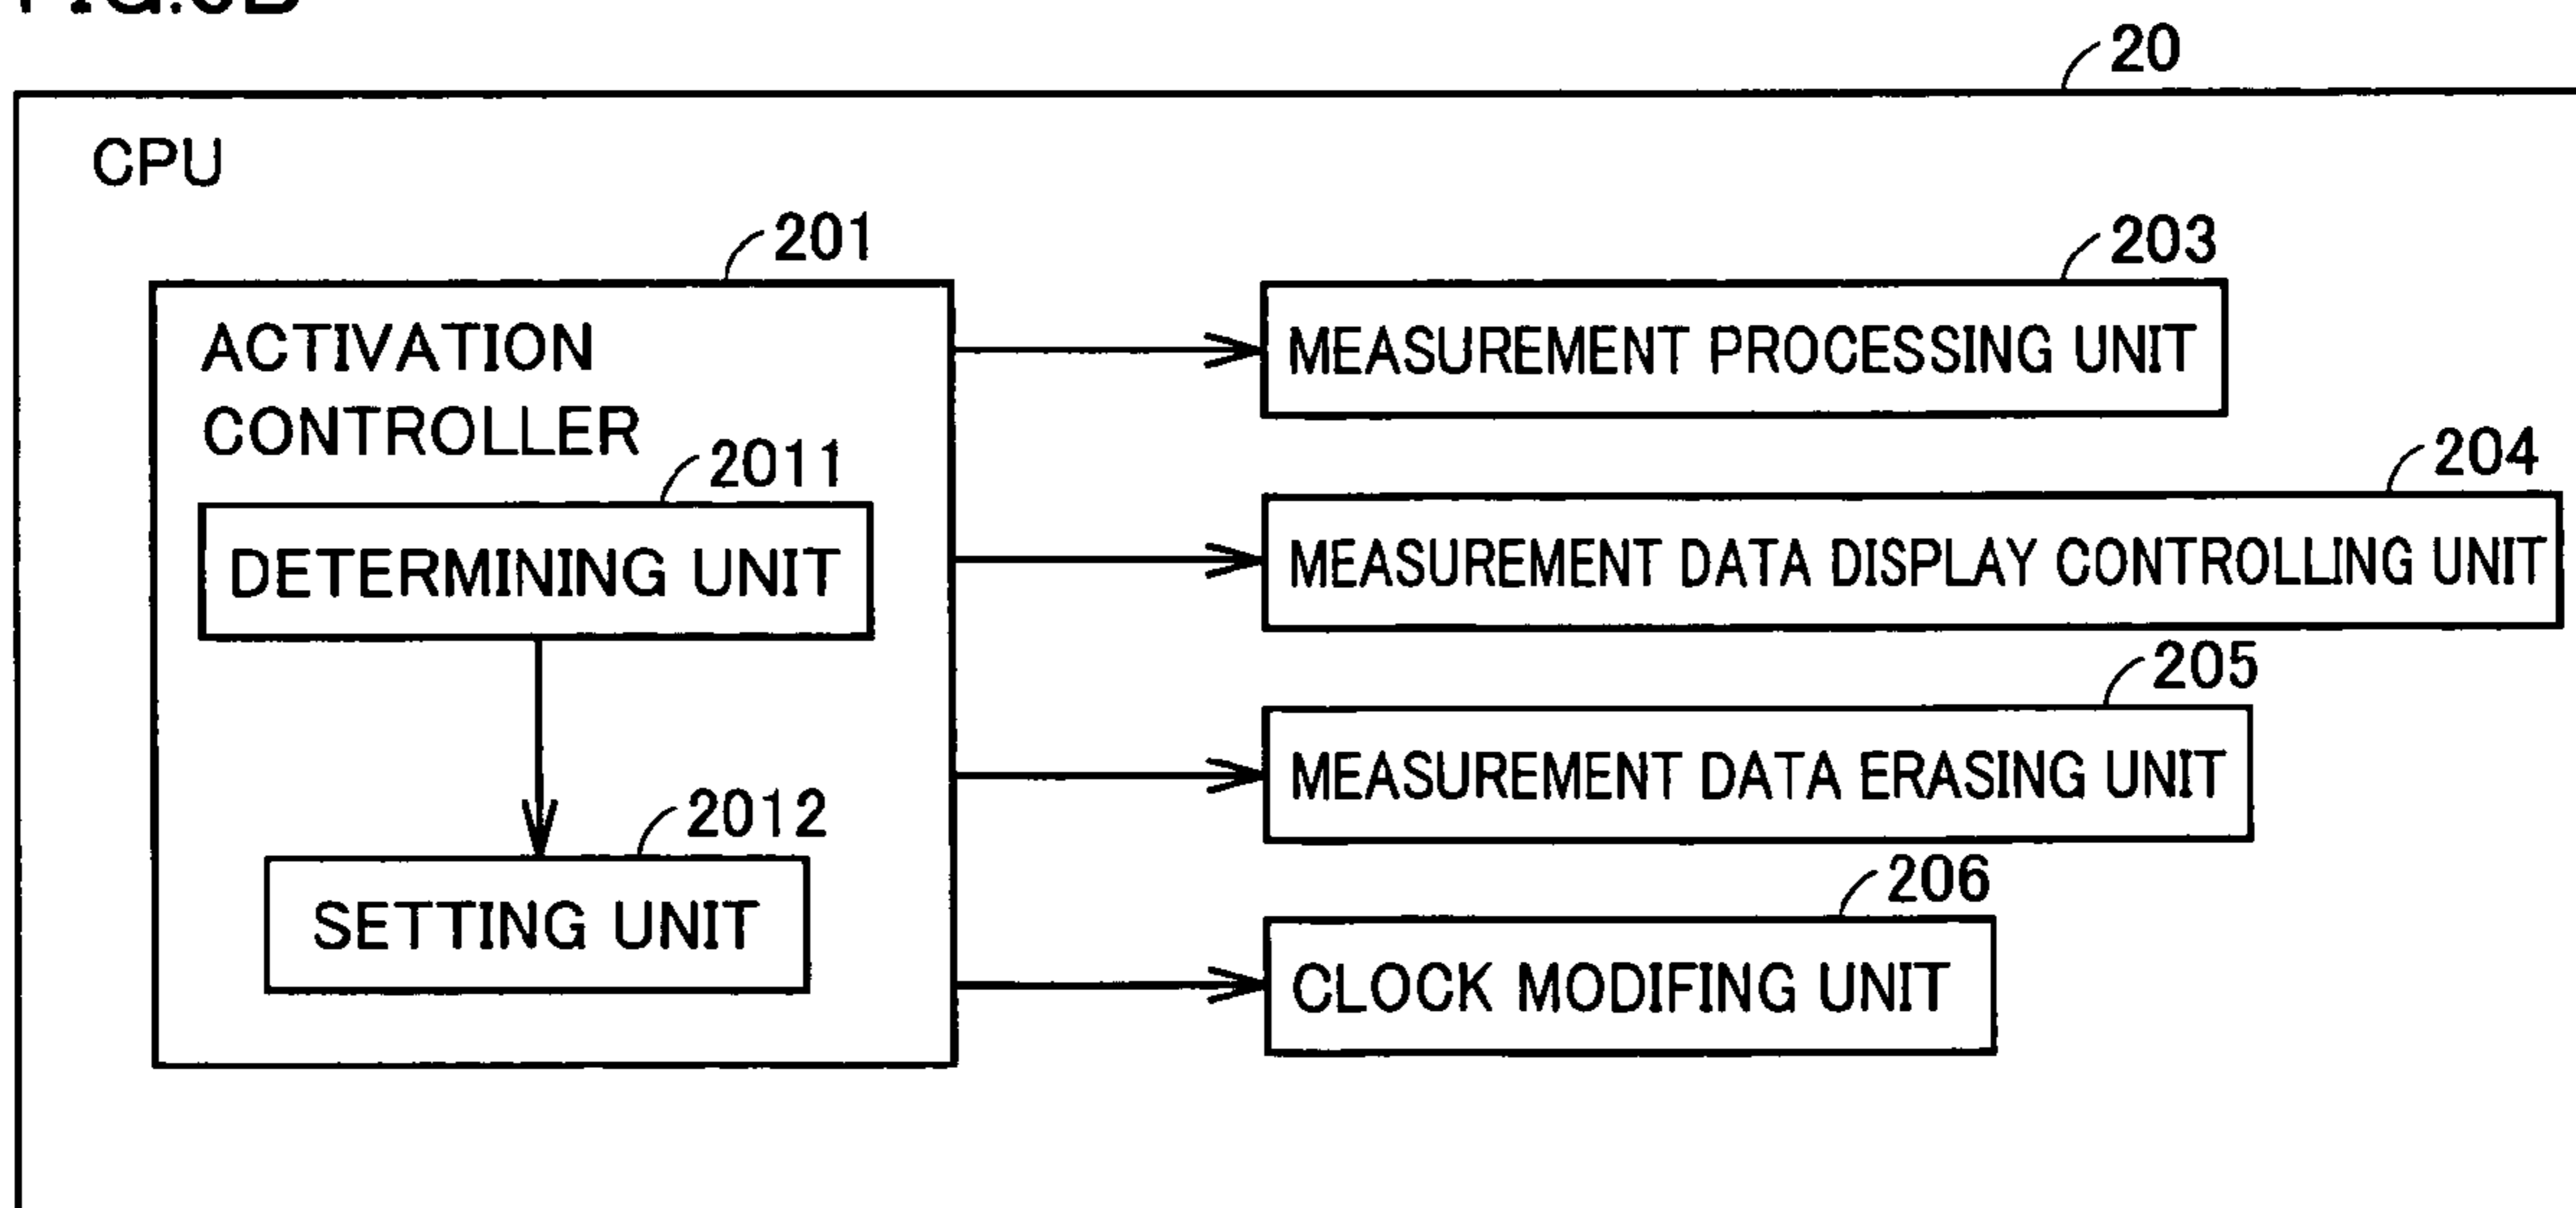 20
CPU
201
203
ACTIVATION
CONTROLLER
MEASUREMENT PROCESSING UNIT
2011
204
DETERMINING UNIT
MEASUREMENT DATA DISPLAY CONTROLLING UNIT
205
MEASUREMENT DATA ERASING UNIT
2012
206
SETTING UNIT
CLOCK MODIFING UNIT